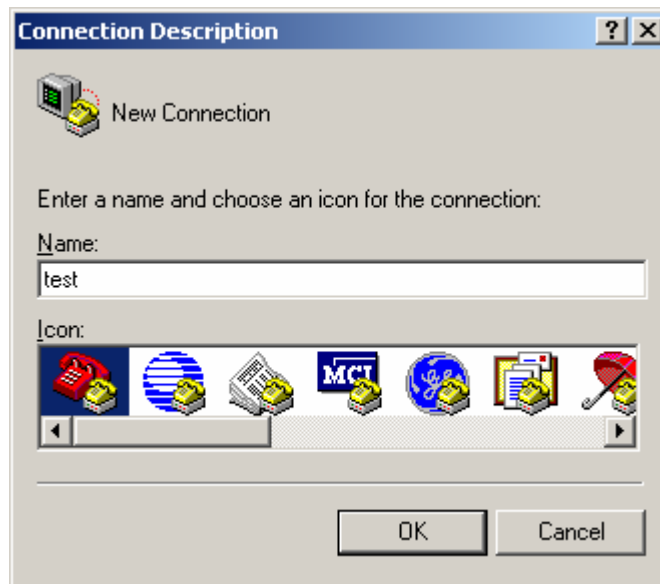 Connection Description
New Connection
Enter a name and choose an icon for the connection:
Name:
test
Icon:
MCI
OK Cancel